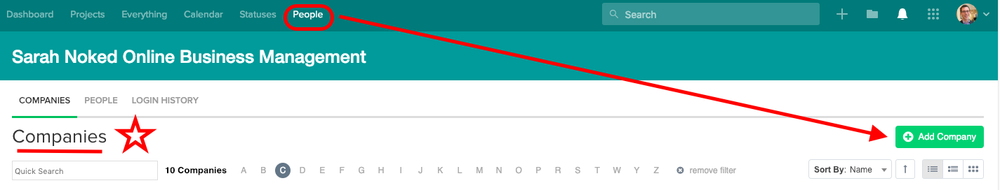 Dashboard Projects Everything Calendar Statuses People Search
Sarah Noked Online Business Management
COMPANIES PEOPLE LOGIN HISTORY
Companies
Add Company
Quick Search 10 Companies A B C D E F G H I J K L M N O P R S T W Y Z remove filter Sort By: Name